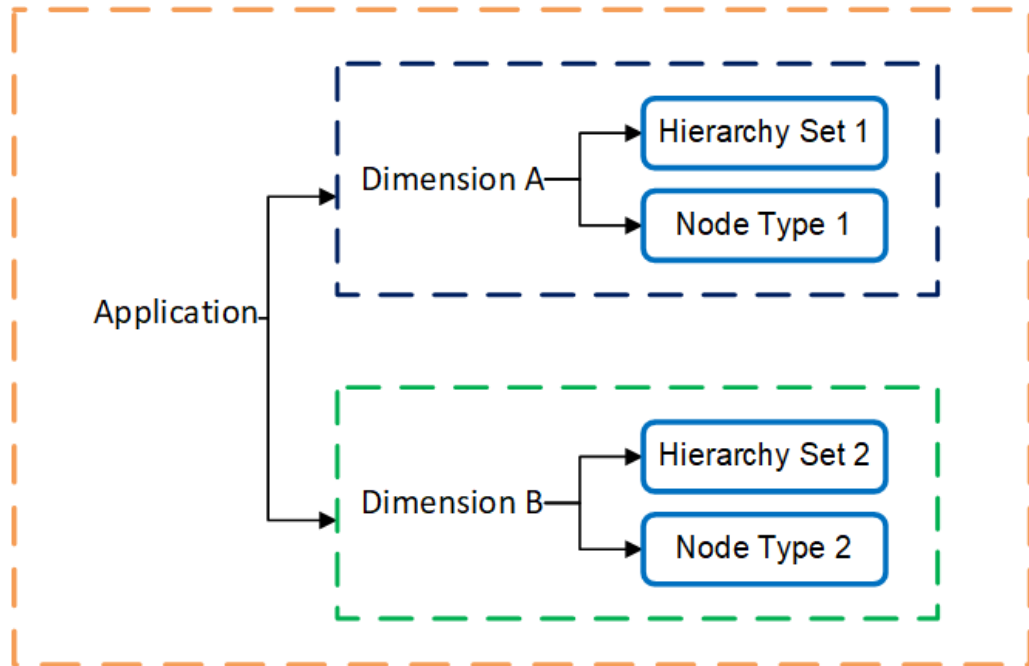 Hierarchy Set 1
Dimension A
Node Type 1
Application
Hierarchy Set 2
Dimension B
Node Type 2